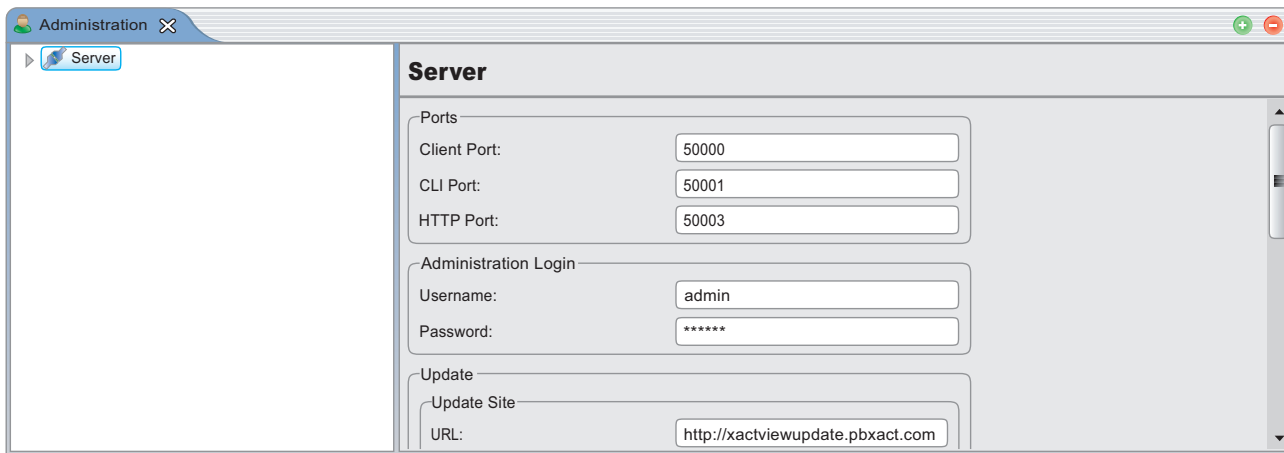 Administration
Server
Server
Ports
Client Port: 50000
CLI Port: 50001
HTTP Port: 50003
Administration Login
Username: admin
Password: ******
Update
Update Site
URL: http://xactviewupdate.pbxact.com